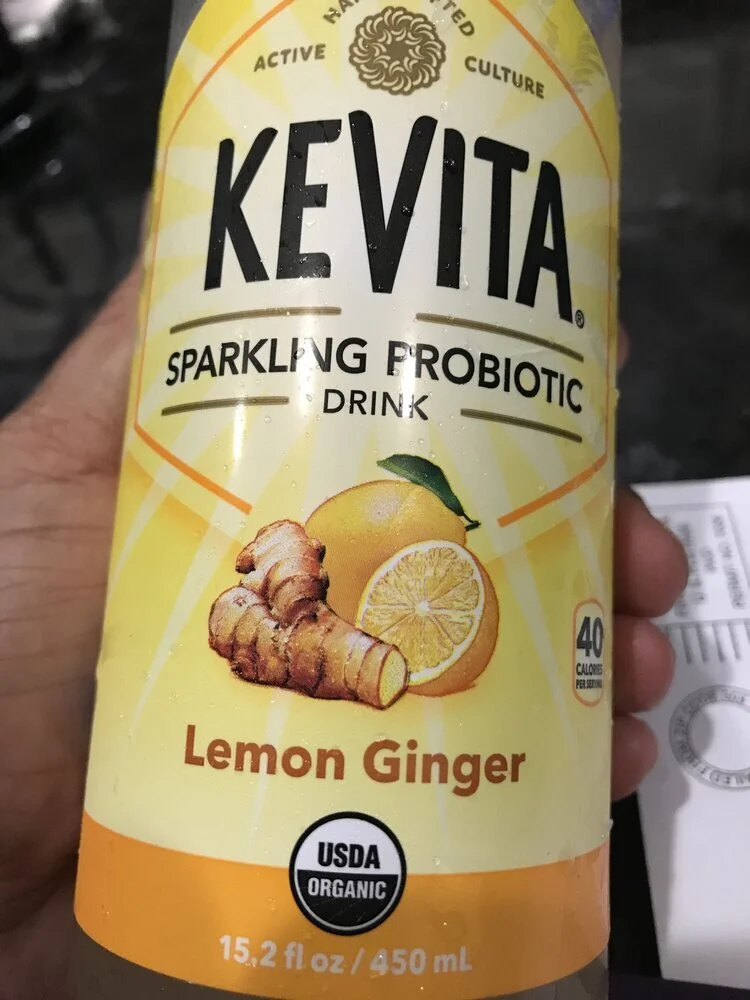 ACTIVE
CULTURE
KEVITA®
SPARKLING PROBIOTIC
DRINK
40
CALORIES
PER SERVING
Lemon Ginger
USDA
ORGANIC
15.2 fl oz / 450 mL